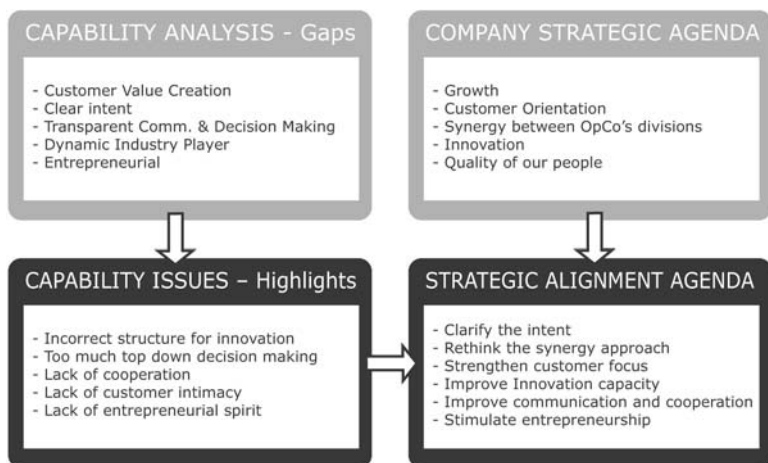 CAPABILITY ANALYSIS - Gaps
- Customer Value Creation
- Clear intent
- Transparent Comm. & Decision Making
- Dynamic Industry Player
- Entrepreneurial
COMPANY STRATEGIC AGENDA
- Growth
- Customer Orientation
- Synergy between OpCo's divisions
- Innovation
- Quality of our people
CAPABILITY ISSUES – Highlights
- Incorrect structure for innovation
- Too much top down decision making
- Lack of cooperation
- Lack of customer intimacy
- Lack of entrepreneurial spirit
STRATEGIC ALIGNMENT AGENDA
- Clarify the intent
- Rethink the synergy approach
- Strengthen customer focus
- Improve Innovation capacity
- Improve communication and cooperation
- Stimulate entrepreneurship